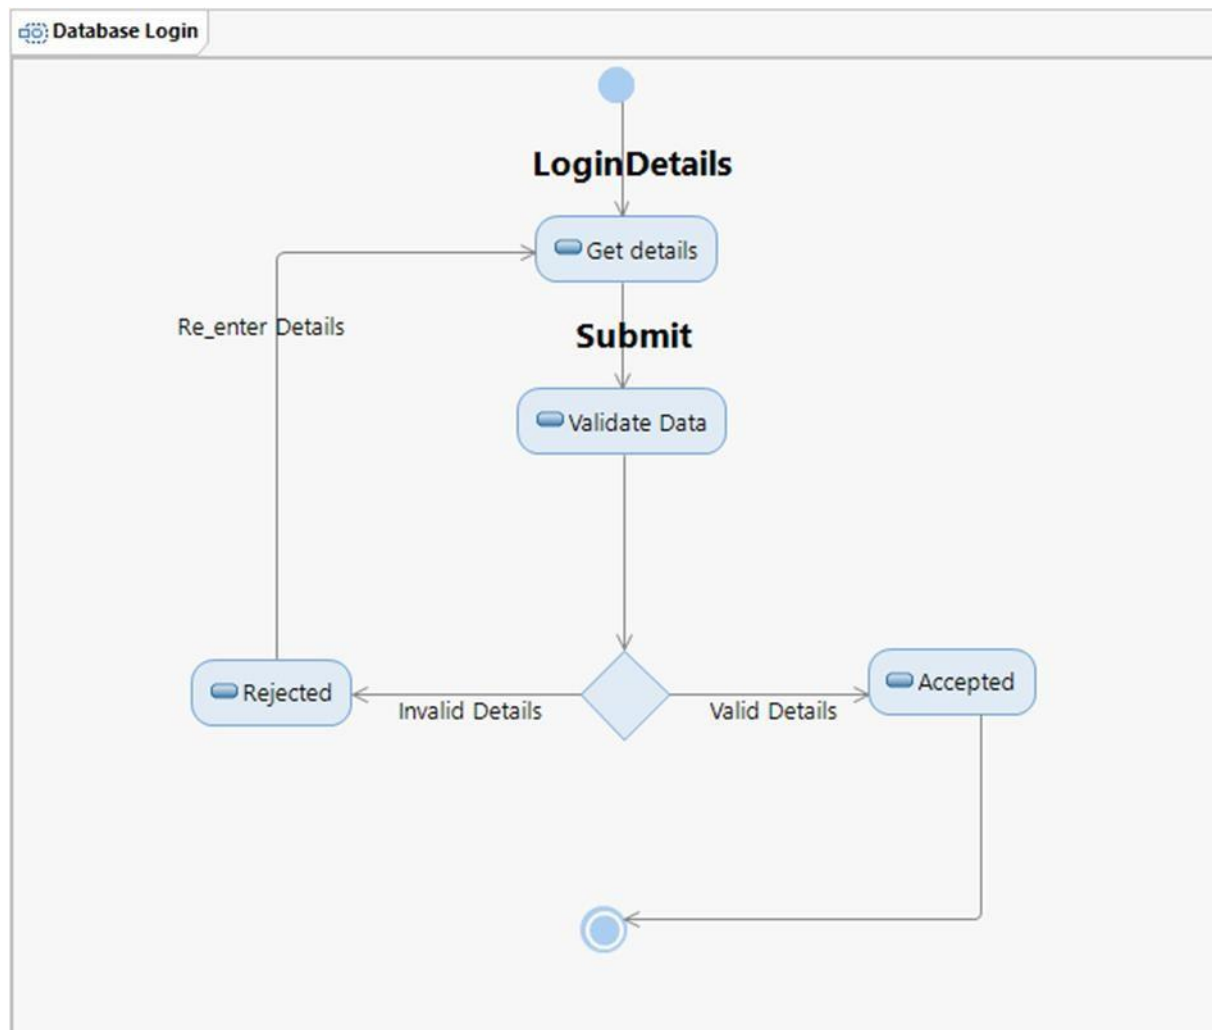 Database Login
LoginDetails
Get details
Re_enter Details
Submit
Validate Data
Rejected
Invalid Details
Valid Details
Accepted